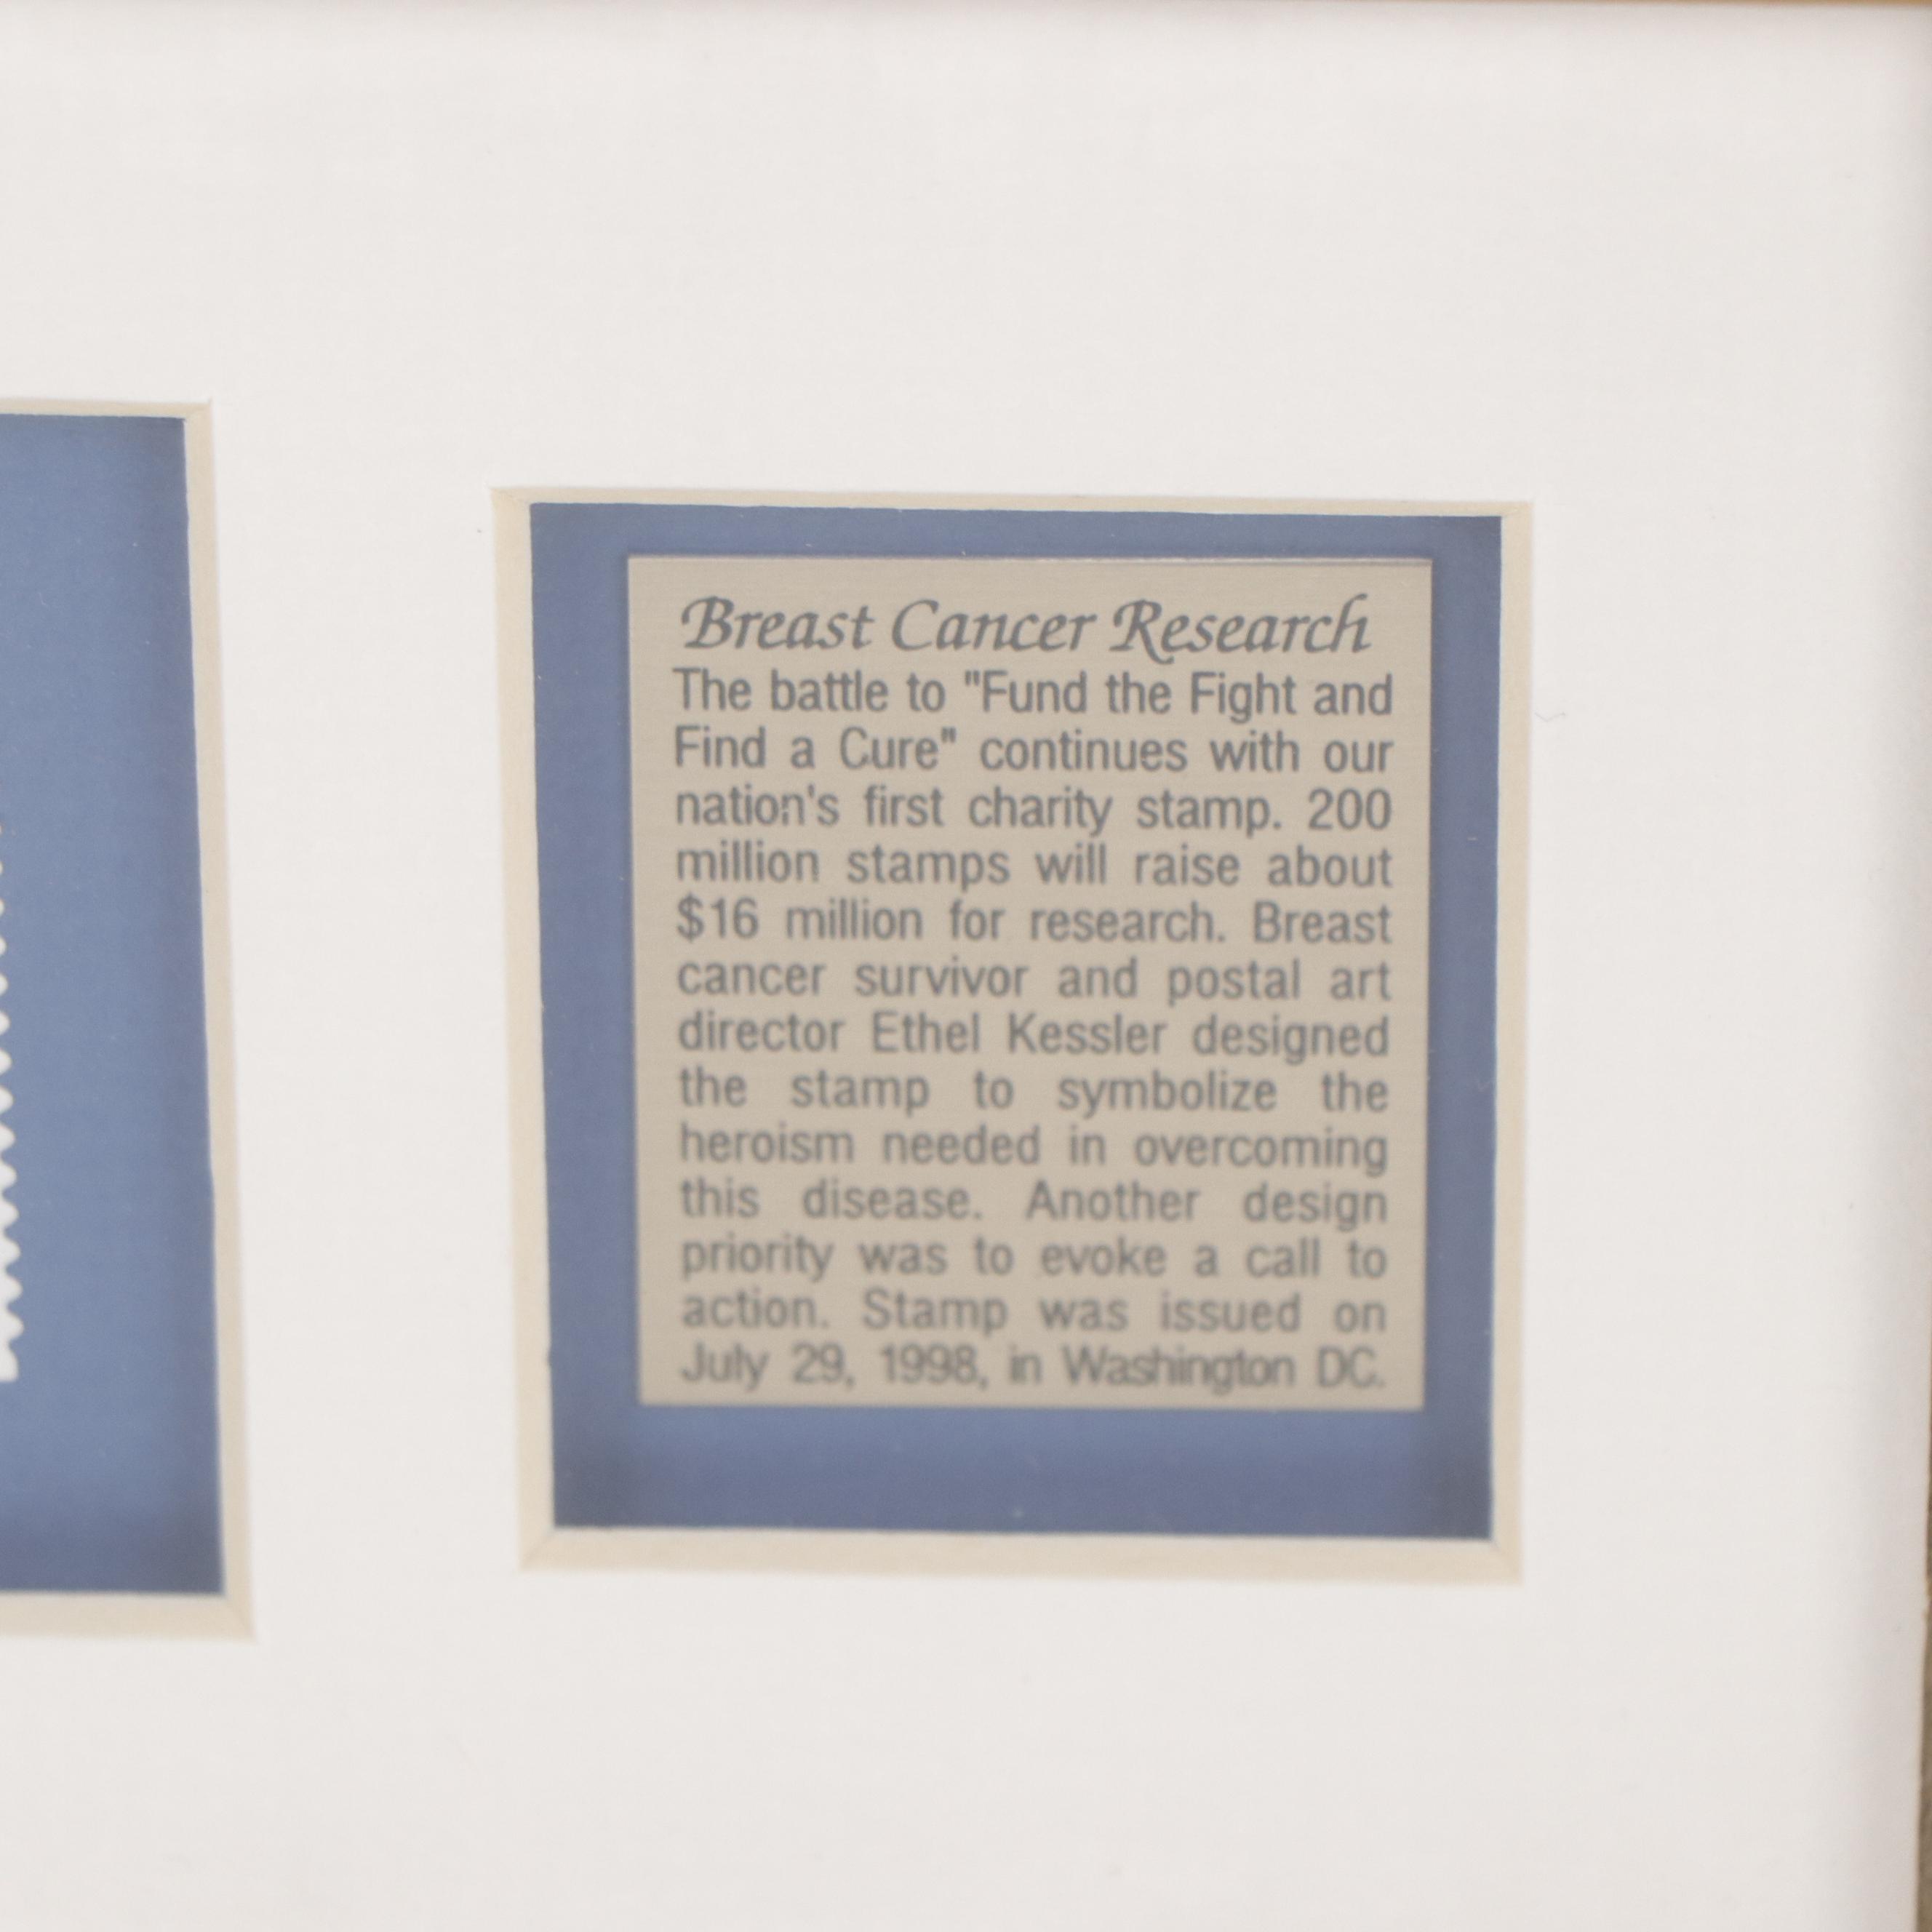 Breast Cancer Research
The battle to "Fund the Fight and
Find a Cure" continues with our
nation's first charity stamp. 200
million stamps will raise about
$16 million for research. Breast
cancer survivor and postal art
director Ethel Kessler designed
the stamp to symbolize the
heroism needed in overcoming
this disease. Another design
priority was to evoke a call to
action. Stamp was issued on
July 29, 1998, in Washington DC.